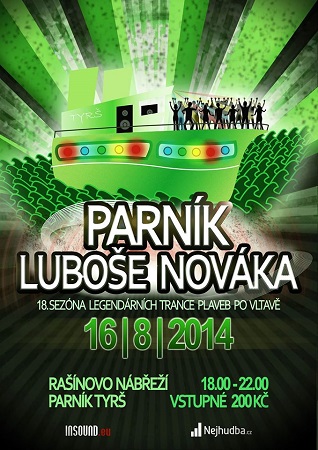 TYRŠ
PARNÍK
LUBOŠE NOVÁKA
18.SEZÓNA LEGENDÁRNÍCH TRANCE PLAVEB PO VLTAVĚ
16|8|2014
RAŠÍNOVO NÁBŘEŽÍ 18.00 - 22.00
PARNÍK TYRŠ VSTUPNÉ 200 KČ
INSOUND.eu Nejhudba.cz